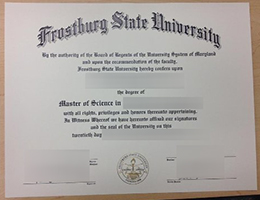 Frostburg State University
By the authority of the Board of Regents of the University System of Maryland
and upon the recommendation of the faculty,
Frostburg State University hereby confers upon
the degree of
Master of Science in
with all rights, privileges and honors thereunto appertaining.
In Witness Whereof we have hereunto affixed our signatures
and the seal of the University on this
twentieth day